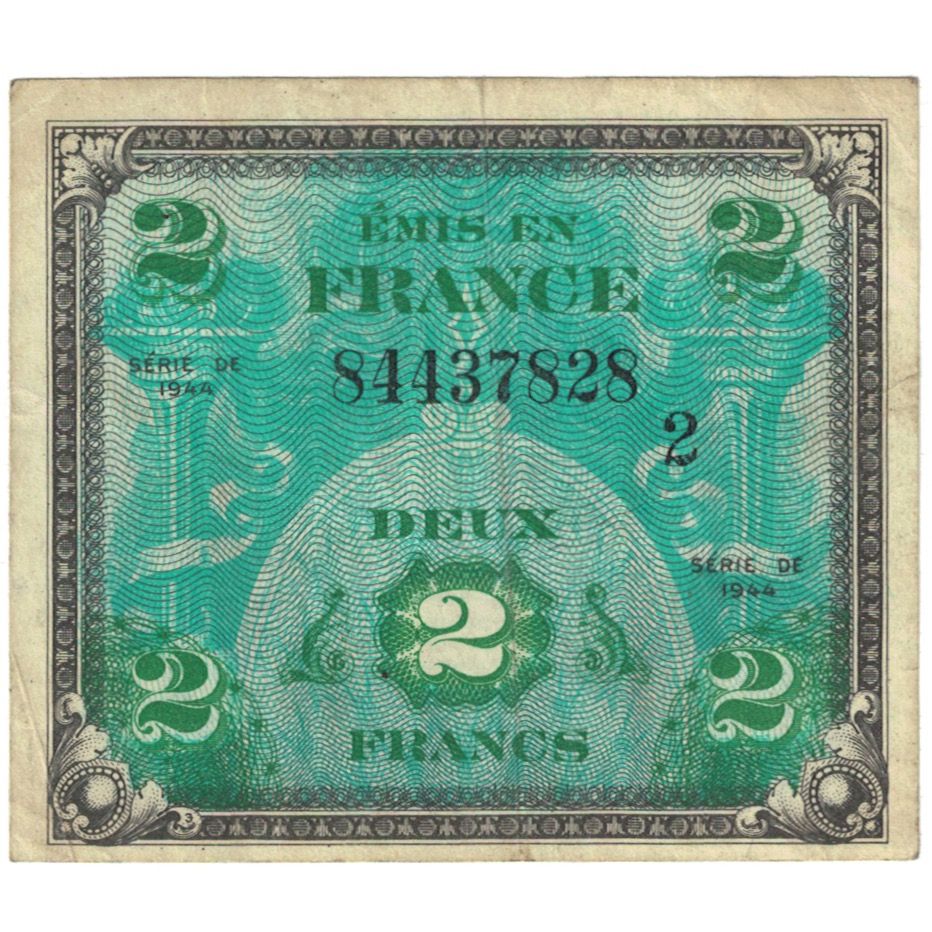 2 2
ÉMIS EN
FRANCE
SÉRIE DE
1944
84437828
2
DEUX
SÉRIE DE
1944
2
2 2
FRANCS
3